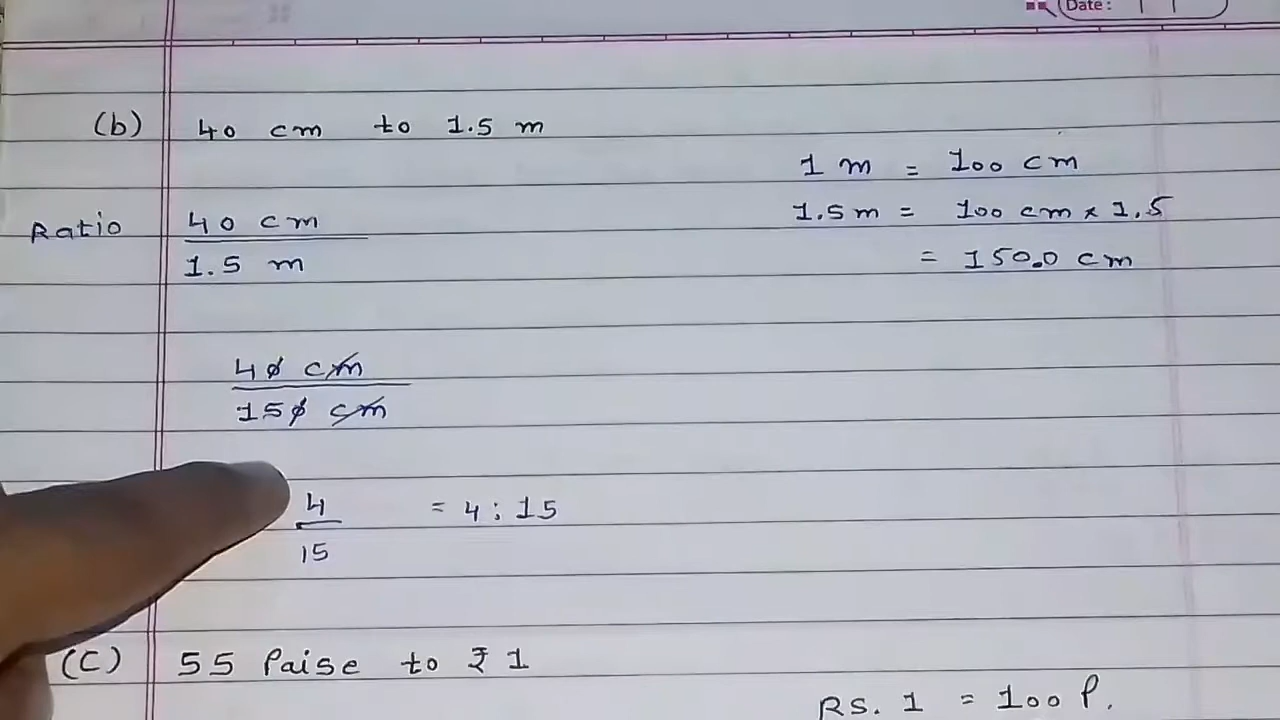 Date :
(b) 40 cm to 1.5 m
1 m = 100 cm
Ratio 40 cm
1.5 m
1.5 m = 100 cm × 1.5
= 150.0 cm
40 cm
150 cm
4
15
= 4 : 15
(C) 55 Paise to ₹ 1
RS. 1 = 100 P.